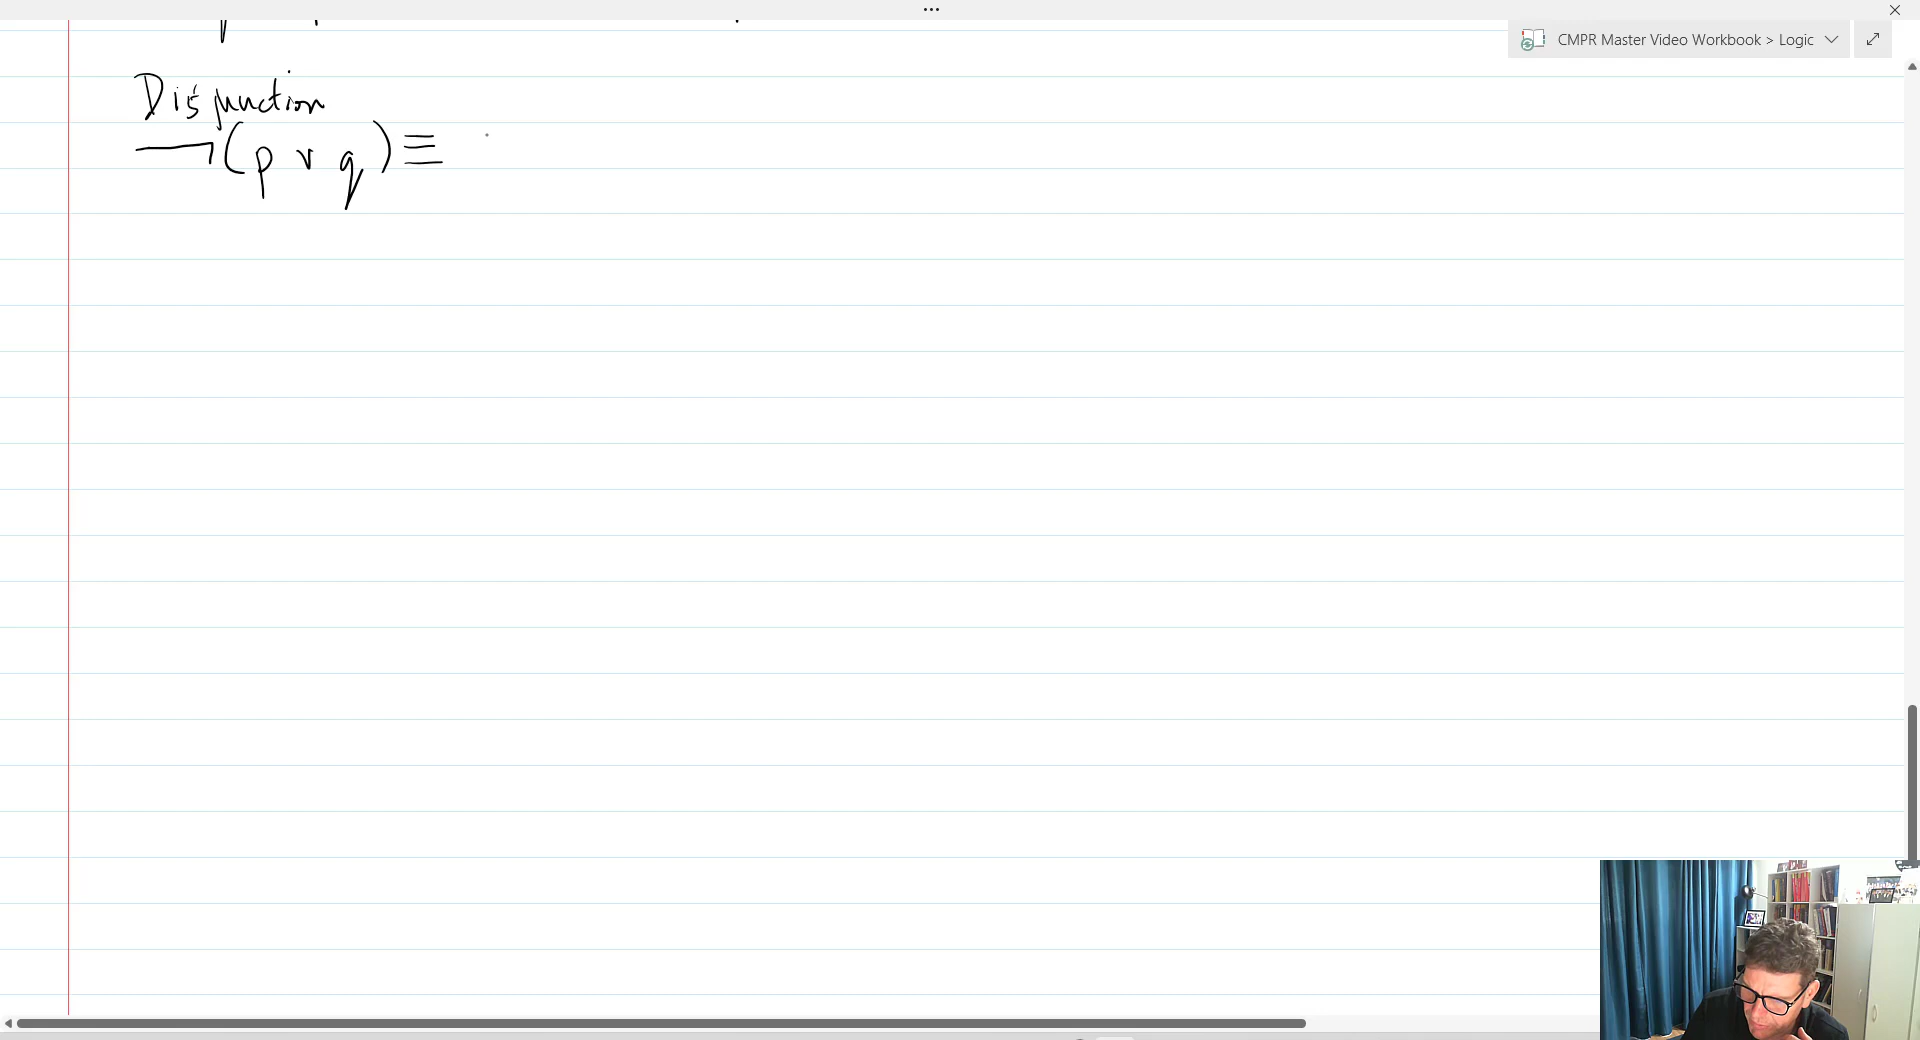 CMPR Master Video Workbook > Logic
Disjunction
¬(p ∨ q) ≡